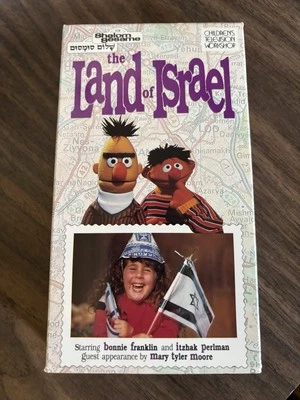 Shalom
Sesame
שלום סומסום
CHILDREN'S
TELEVISION
WORKSHOP
the
Land of Israel
LOD
Starring bonnie franklin and itzhak perlman
guest appearance by mary tyler moore